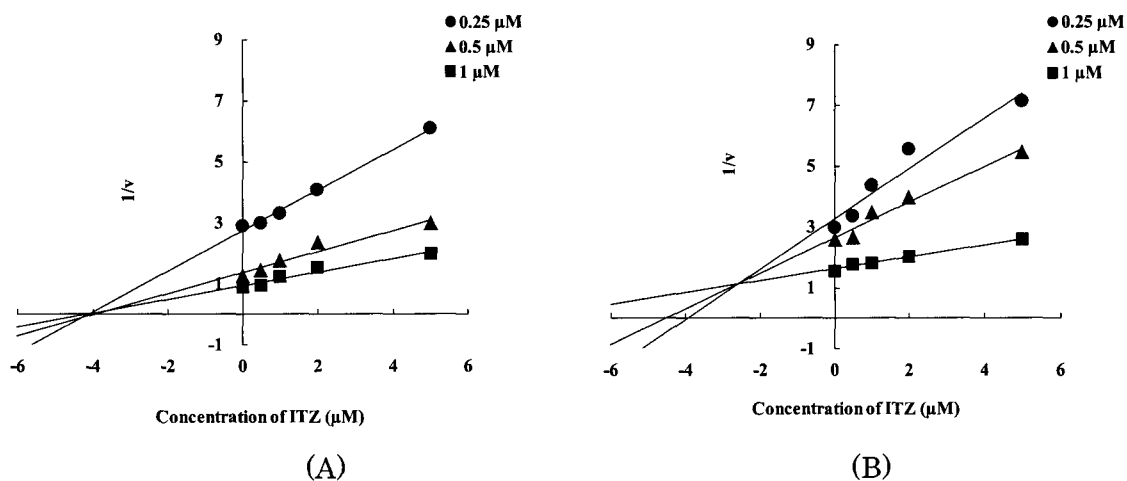 0.25 µM
0.5 µM
1 µM
9
7
5
3
1
-1
1/v
-6 -4 -2 0 2 4 6
Concentration of ITZ (µM)
(A)
0.25 µM
0.5 µM
1 µM
9
7
5
3
1
-1
1/v
-6 -4 -2 0 2 4 6
Concentration of ITZ (µM)
(B)